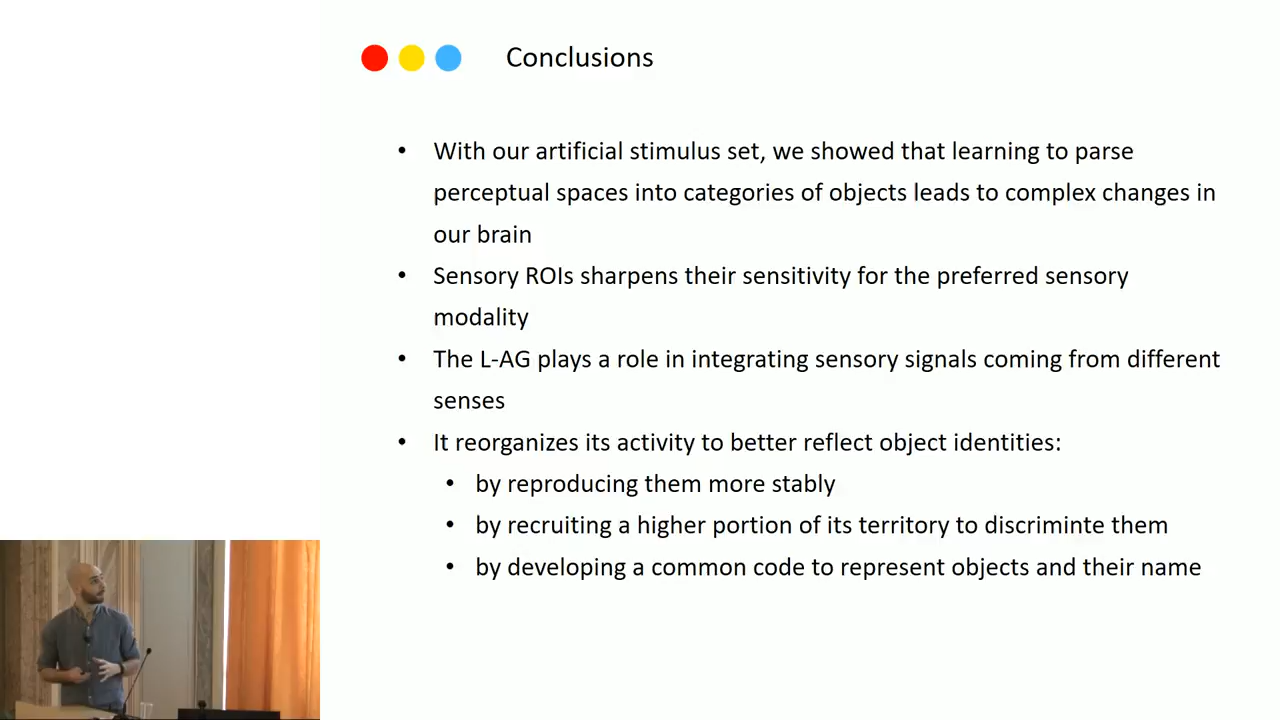 Conclusions
• With our artificial stimulus set, we showed that learning to parse
perceptual spaces into categories of objects leads to complex changes in
our brain
• Sensory ROIs sharpens their sensitivity for the preferred sensory
modality
• The L-AG plays a role in integrating sensory signals coming from different
senses
• It reorganizes its activity to better reflect object identities:
• by reproducing them more stably
• by recruiting a higher portion of its territory to discriminte them
• by developing a common code to represent objects and their name